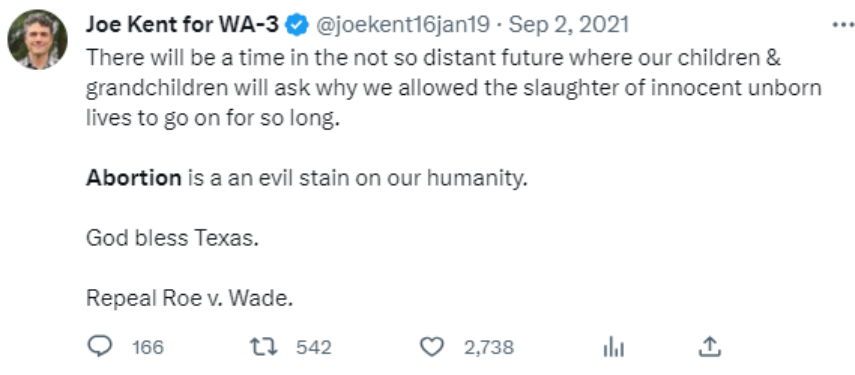 Joe Kent for WA-3 @joekent16jan19 · Sep 2, 2021
There will be a time in the not so distant future where our children &
grandchildren will ask why we allowed the slaughter of innocent unborn
lives to go on for so long.
Abortion is a an evil stain on our humanity.
God bless Texas.
Repeal Roe v. Wade.
166 542 2,738